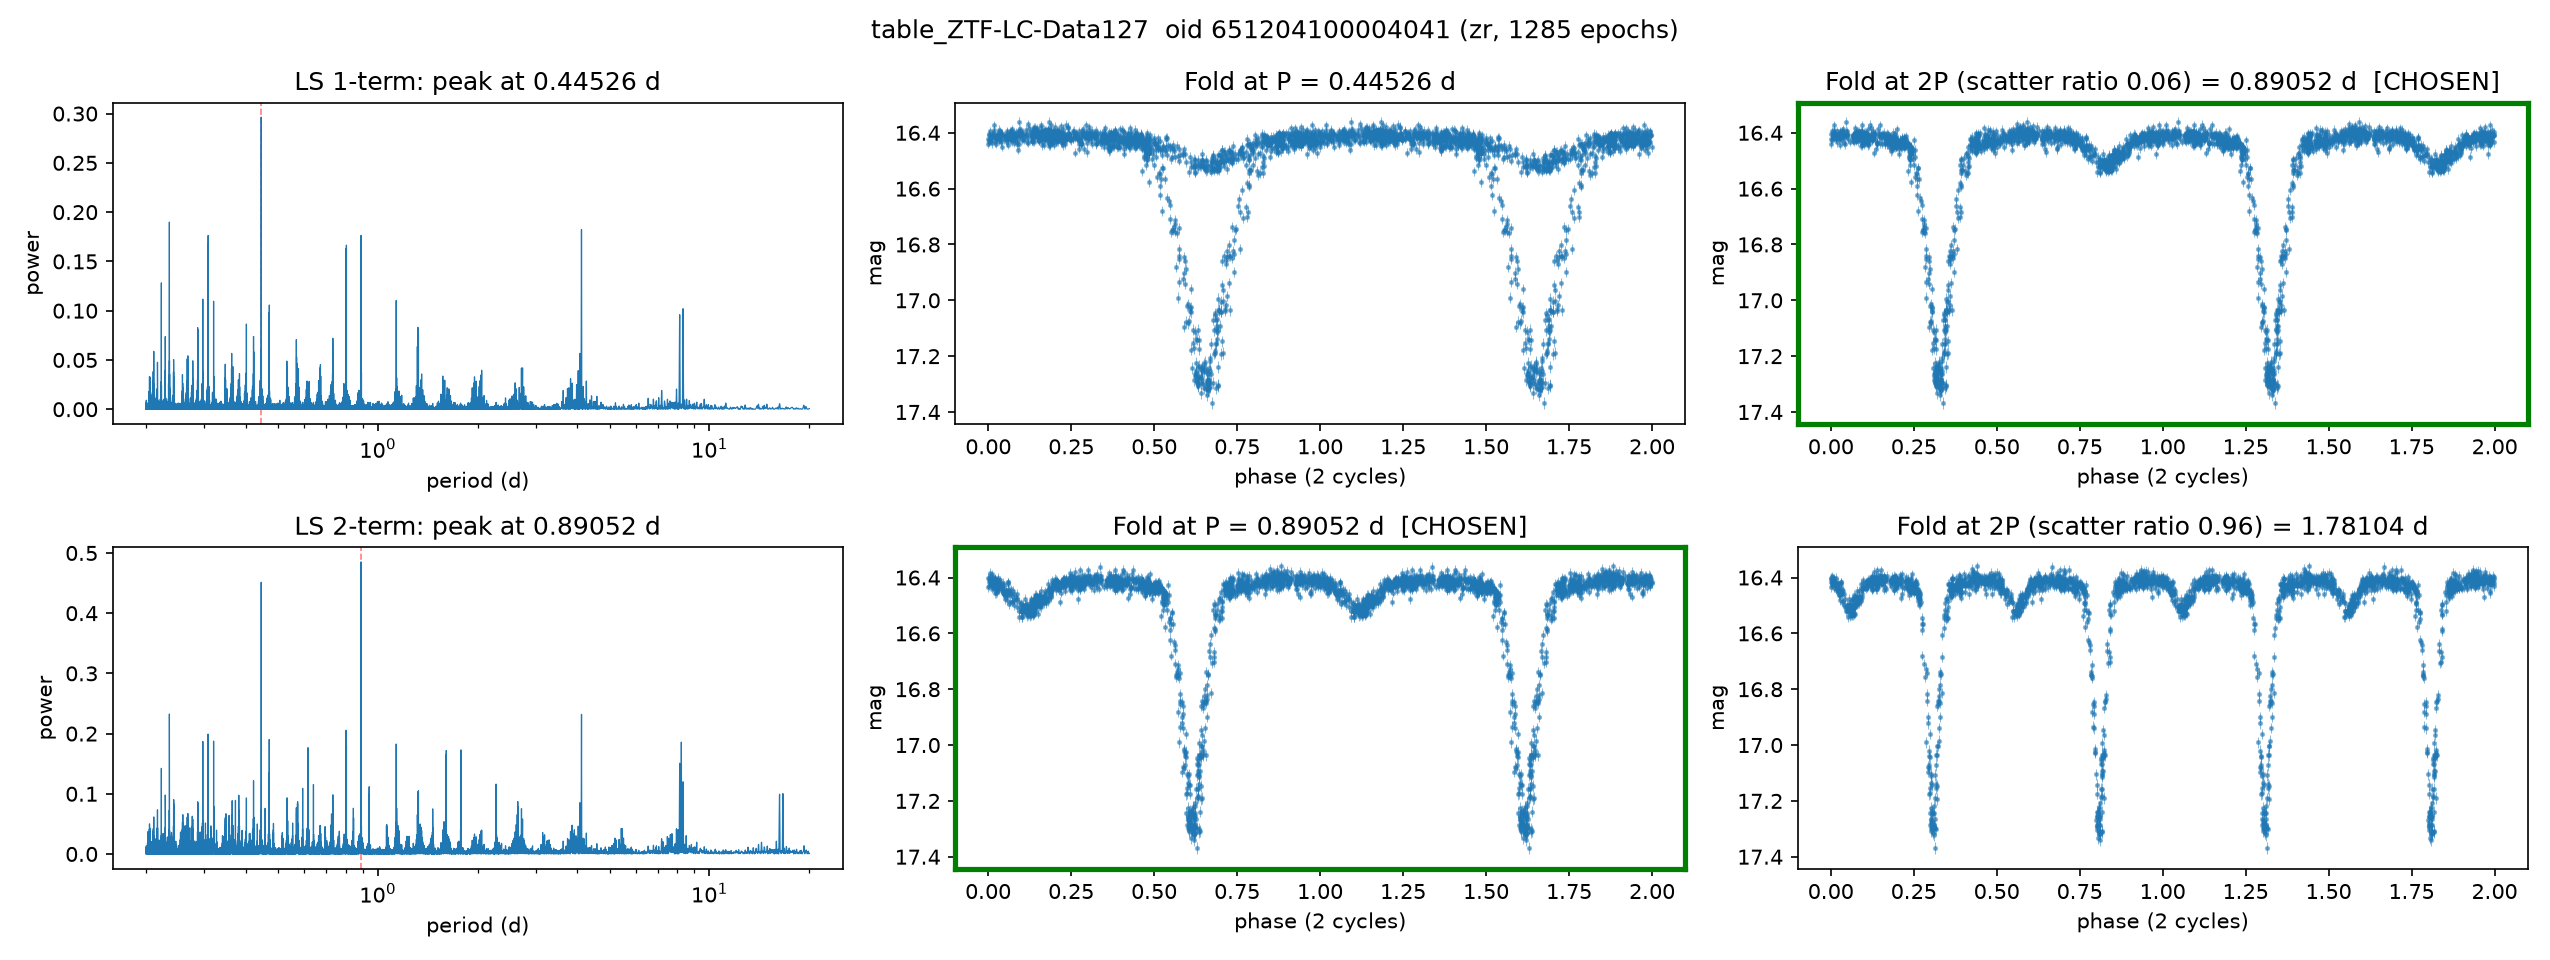 table_ZTF-LC-Data127  oid 651204100004041 (zr, 1285 epochs)
LS 1-term: peak at 0.44526 d
0.30
0.25
0.20
0.15
0.10
0.05
0.00
power
10⁰
10¹
period (d)
Fold at P = 0.44526 d
16.4
16.6
16.8
17.0
17.2
17.4
mag
0.00 0.25 0.50 0.75 1.00 1.25 1.50 1.75 2.00
phase (2 cycles)
Fold at 2P (scatter ratio 0.06) = 0.89052 d  [CHOSEN]
16.4
16.6
16.8
17.0
17.2
17.4
mag
0.00 0.25 0.50 0.75 1.00 1.25 1.50 1.75 2.00
phase (2 cycles)
LS 2-term: peak at 0.89052 d
0.5
0.4
0.3
0.2
0.1
0.0
power
10⁰
10¹
period (d)
Fold at P = 0.89052 d  [CHOSEN]
16.4
16.6
16.8
17.0
17.2
17.4
mag
0.00 0.25 0.50 0.75 1.00 1.25 1.50 1.75 2.00
phase (2 cycles)
Fold at 2P (scatter ratio 0.96) = 1.78104 d
16.4
16.6
16.8
17.0
17.2
17.4
mag
0.00 0.25 0.50 0.75 1.00 1.25 1.50 1.75 2.00
phase (2 cycles)